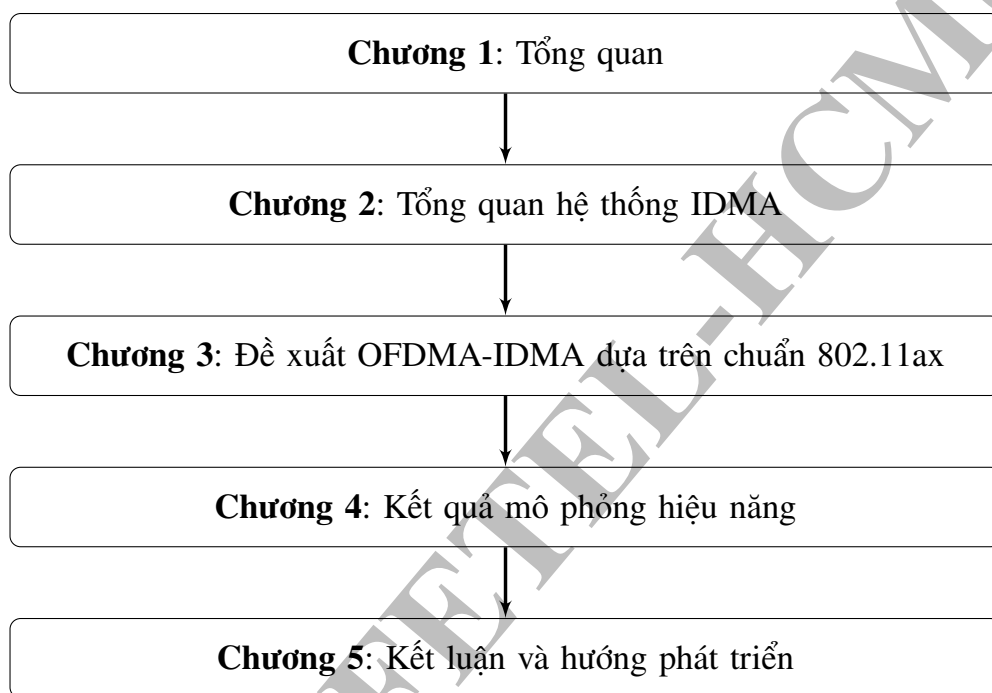 Chương 1: Tổng quan
Chương 2: Tổng quan hệ thống IDMA
Chương 3: Đề xuất OFDMA-IDMA dựa trên chuẩn 802.11ax
Chương 4: Kết quả mô phỏng hiệu năng
Chương 5: Kết luận và hướng phát triển
FETEL-HCM